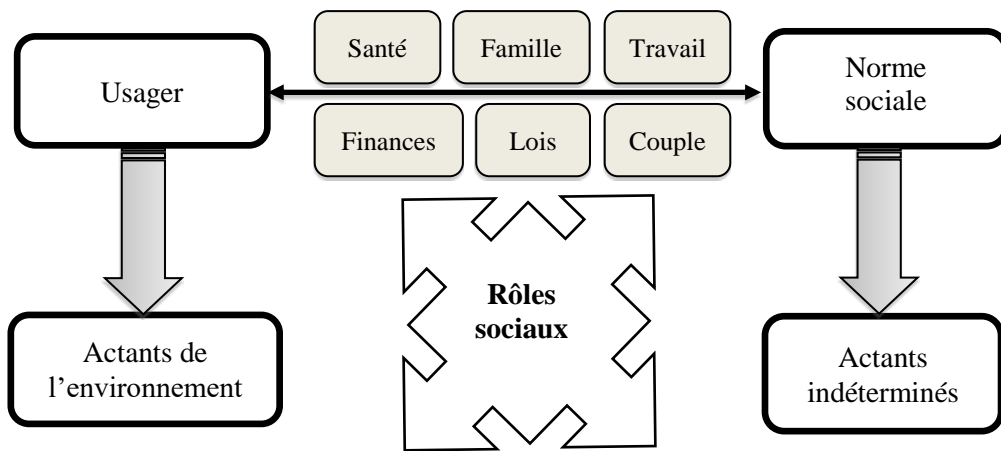 Santé
Famille
Travail
Usager
Norme
sociale
Finances
Lois
Couple
Rôles
sociaux
Actants de
l’environnement
Actants
indéterminés